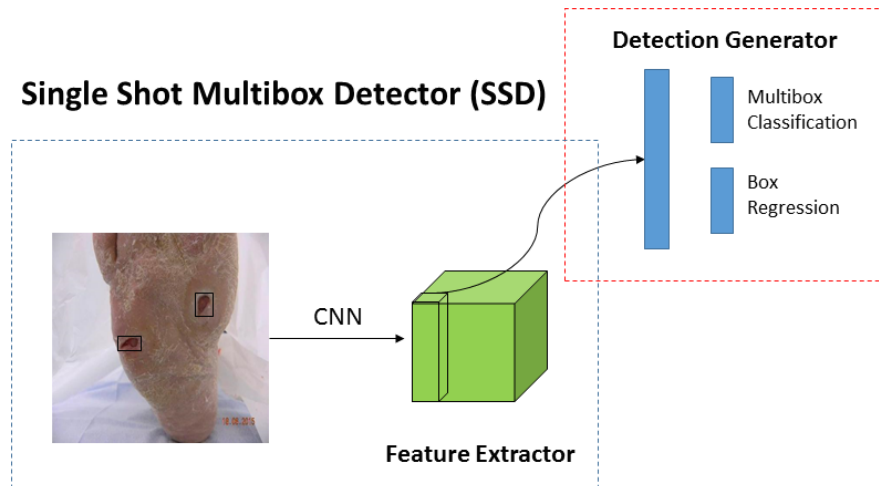 Detection Generator
Single Shot Multibox Detector (SSD)
Multibox
Classification
Box
Regression
CNN
Feature Extractor